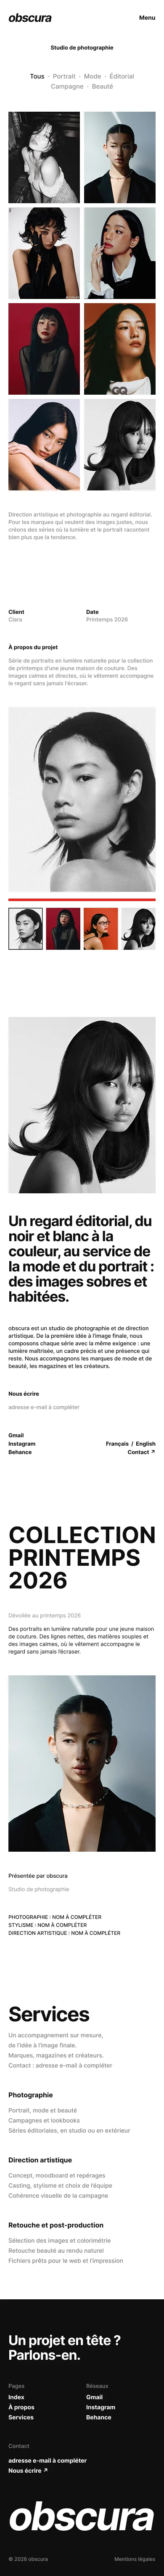 obscura
Menu
Studio de photographie
Tous · Portrait · Mode · Éditorial
Campagne · Beauté
GQ
Direction artistique et photographie au regard éditorial.
Pour les marques qui veulent des images justes, nous
créons des séries où la lumière et le portrait racontent
bien plus que la tendance.
Client
Date
Ciara
Printemps 2026
À propos du projet
Série de portraits en lumière naturelle pour la collection
de printemps d'une jeune maison de couture. Des
images calmes et directes, où le vêtement accompagne
le regard sans jamais l'écraser.
Un regard éditorial, du
noir et blanc à la
couleur, au service de
la mode et du portrait :
des images sobres et
habitées.
obscura est un studio de photographie et de direction
artistique. De la première idée à l'image finale, nous
composons chaque série avec la même exigence : une
lumière maîtrisée, un cadre précis et une présence qui
reste. Nous accompagnons les marques de mode et de
beauté, les magazines et les créateurs.
Nous écrire
adresse e-mail à compléter
Gmail
Instagram
Français / English
Behance
Contact ↗
COLLECTION
PRINTEMPS
2026
Dévoilée au printemps 2026
Des portraits en lumière naturelle pour une jeune maison
de couture. Des lignes nettes, des matières souples et
des images calmes, où le vêtement accompagne le
regard sans jamais l'écraser.
Présentée par obscura
Studio de photographie
PHOTOGRAPHIE : NOM À COMPLÉTER
STYLISME : NOM À COMPLÉTER
DIRECTION ARTISTIQUE : NOM À COMPLÉTER
Services
Un accompagnement sur mesure,
de l'idée à l'image finale.
Marques, magazines et créateurs.
Contact : adresse e-mail à compléter
Photographie
Portrait, mode et beauté
Campagnes et lookbooks
Séries éditoriales, en studio ou en extérieur
Direction artistique
Concept, moodboard et repérages
Casting, stylisme et choix de l'équipe
Cohérence visuelle de la campagne
Retouche et post-production
Sélection des images et colorimétrie
Retouche beauté au rendu naturel
Fichiers prêts pour le web et l'impression
Un projet en tête ?
Parlons-en.
Pages
Réseaux
Index
Gmail
À propos
Instagram
Services
Behance
Contact
adresse e-mail à compléter
Nous écrire ↗
obscura
© 2026 obscura
Mentions légales